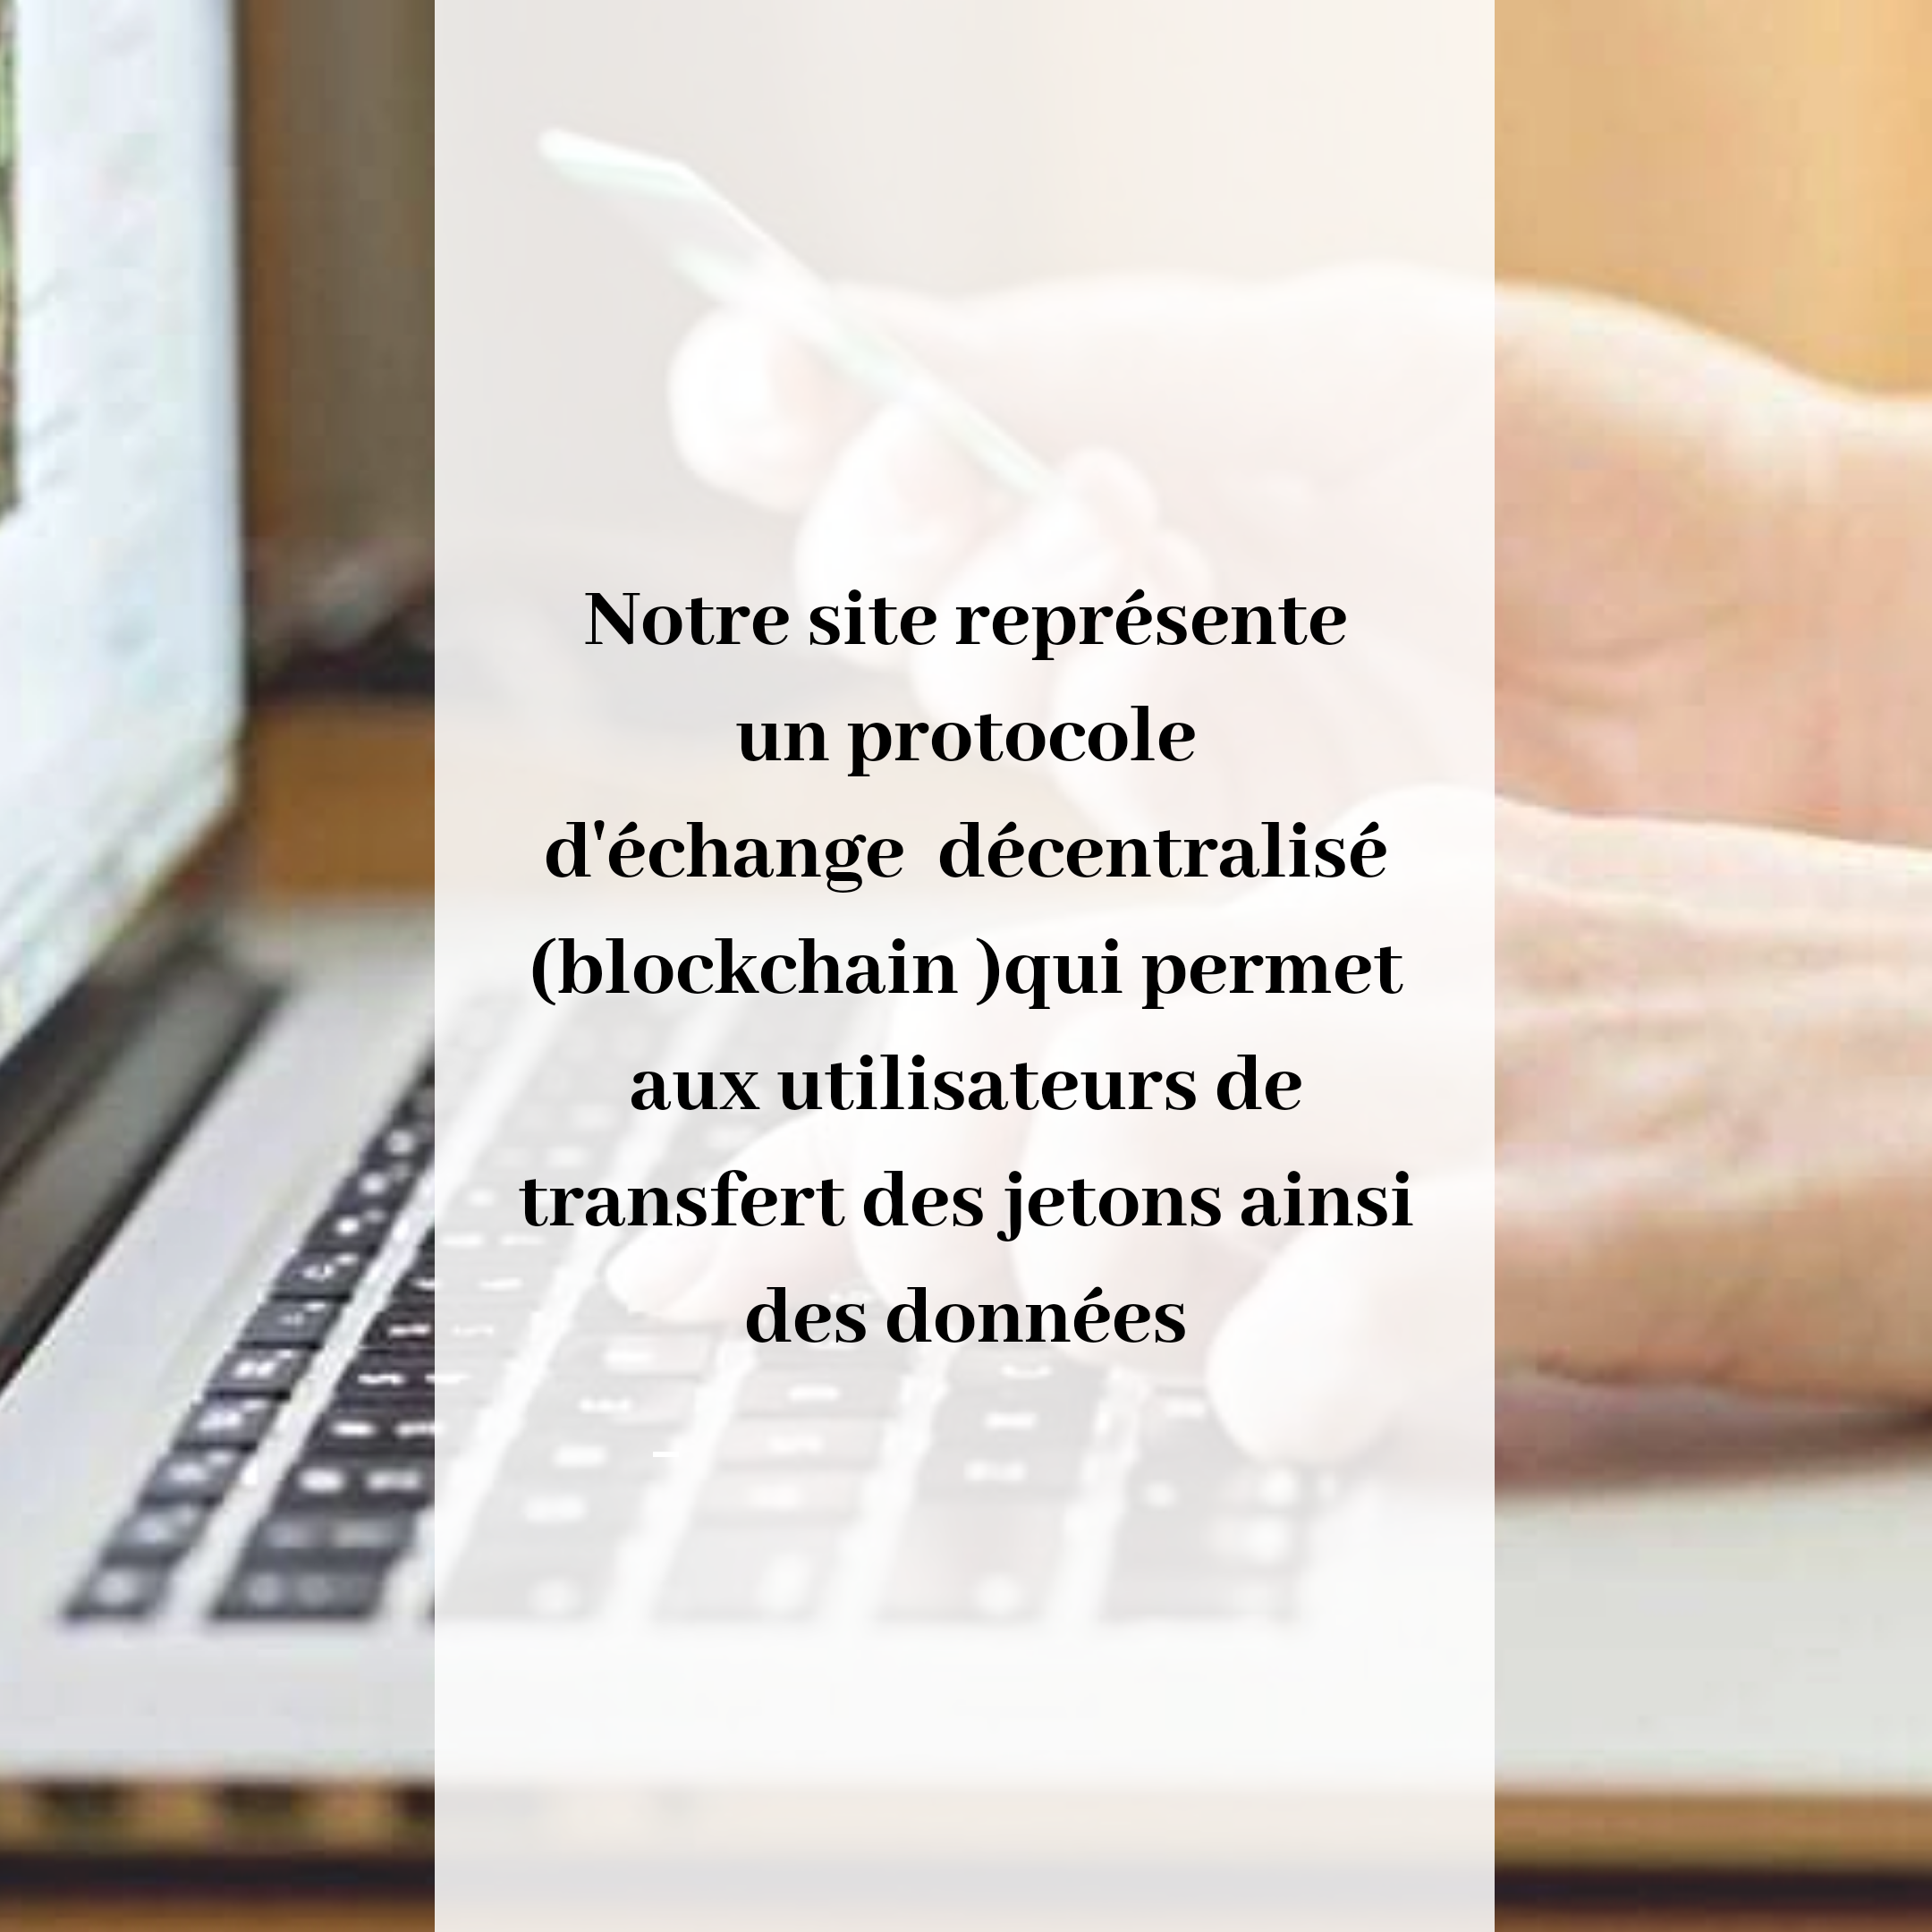 Notre site représente
un protocole
d'échange  décentralisé
(blockchain )qui permet
aux utilisateurs de
transfert des jetons ainsi
des données